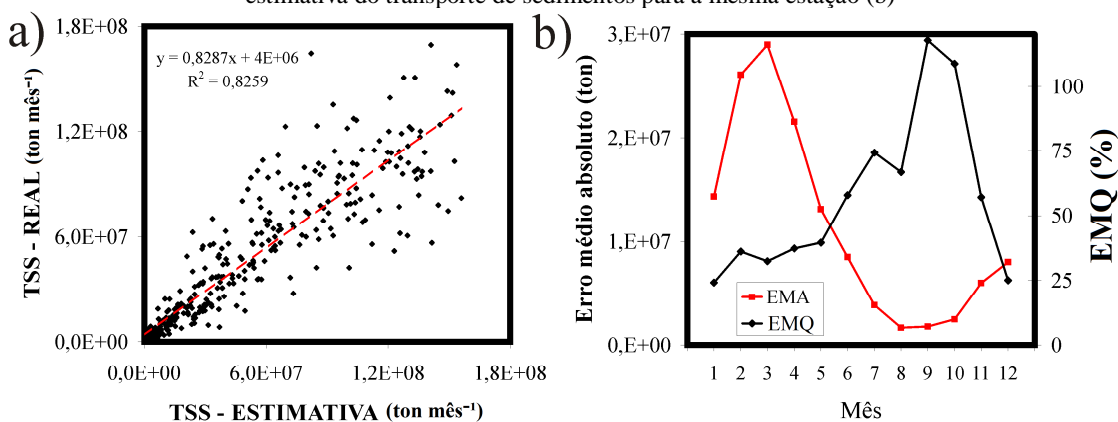 estimativa do transporte de sedimentos para a mesma estação (b)
a)
1,8E+08
1,2E+08
6,0E+07
0,0E+00
TSS - REAL (ton mês⁻¹)
y = 0,8287x + 4E+06
R² = 0,8259
0,0E+00 6,0E+07 1,2E+08 1,8E+08
TSS - ESTIMATIVA (ton mês⁻¹)
b)
3,E+07
2,E+07
1,E+07
0,E+00
Erro médio absoluto (ton)
EMA
EMQ
100
75
50
25
0
EMQ (%)
1 2 3 4 5 6 7 8 9 10 11 12
Mês